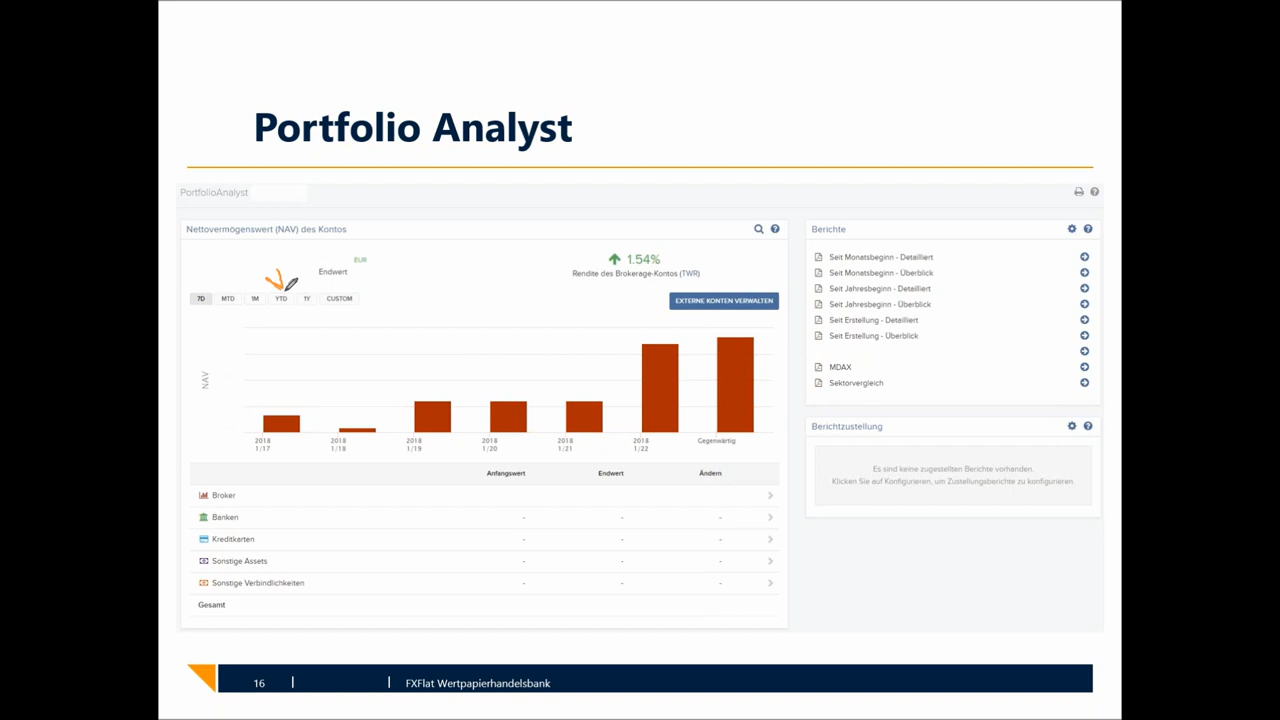 Portfolio Analyst
PortfolioAnalyst
Nettovermögenswert (NAV) des Kontos
EUR
Endwert
1.54%
Rendite des Brokerage-Kontos (TWR)
7D MTD 1M YTD 1Y CUSTOM
EXTERNE KONTEN VERWALTEN
NAV
2018 2018 2018 2018 2018 2018 Gegenwärtig
1/17 1/18 1/19 1/20 1/21 1/22
Anfangswert Endwert Ändern
Broker
Banken - - -
Kreditkarten - - -
Sonstige Assets - - -
Sonstige Verbindlichkeiten - - -
Gesamt
Berichte
Seit Monatsbeginn - Detailliert
Seit Monatsbeginn - Überblick
Seit Jahresbeginn - Detailliert
Seit Jahresbeginn - Überblick
Seit Erstellung - Detailliert
Seit Erstellung - Überblick
MDAX
Sektorvergleich
Berichtzustellung
Es sind keine zugestellten Berichte vorhanden.
Klicken Sie auf Konfigurieren, um Zustellungsberichte zu konfigurieren.
16 | | FXFlat Wertpapierhandelsbank